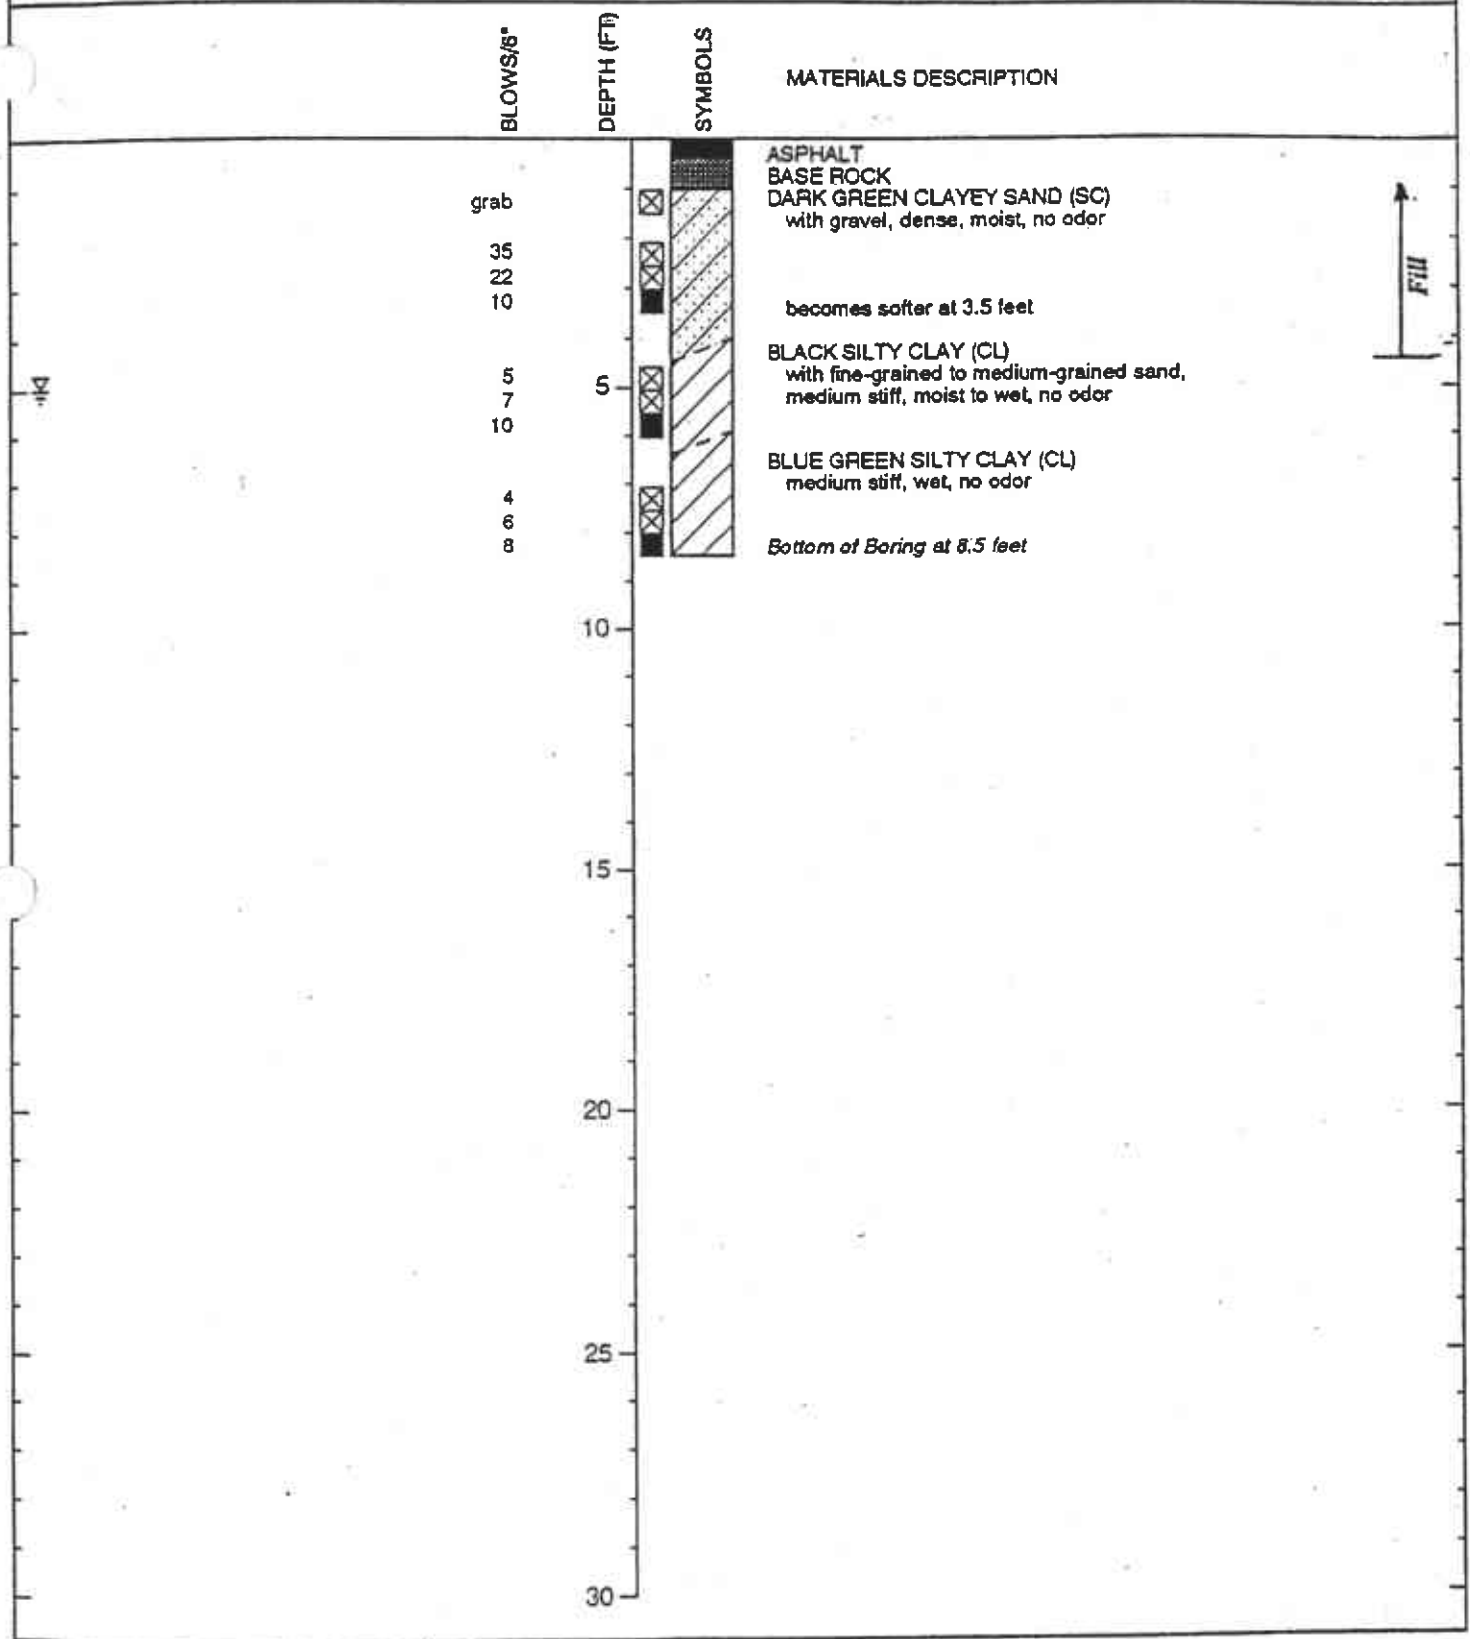 BLOWS/6"
DEPTH (FT)
SYMBOLS
MATERIALS DESCRIPTION
ASPHALT
BASE ROCK
grab
DARK GREEN CLAYEY SAND (SC)
with gravel, dense, moist, no odor
35
22
10
becomes softer at 3.5 feet
Fill
BLACK SILTY CLAY (CL)
5
with fine-grained to medium-grained sand,
5
7
medium stiff, moist to wet, no odor
10
BLUE GREEN SILTY CLAY (CL)
medium stiff, wet, no odor
4
6
8
Bottom of Boring at 8.5 feet
10
15
20
25
30